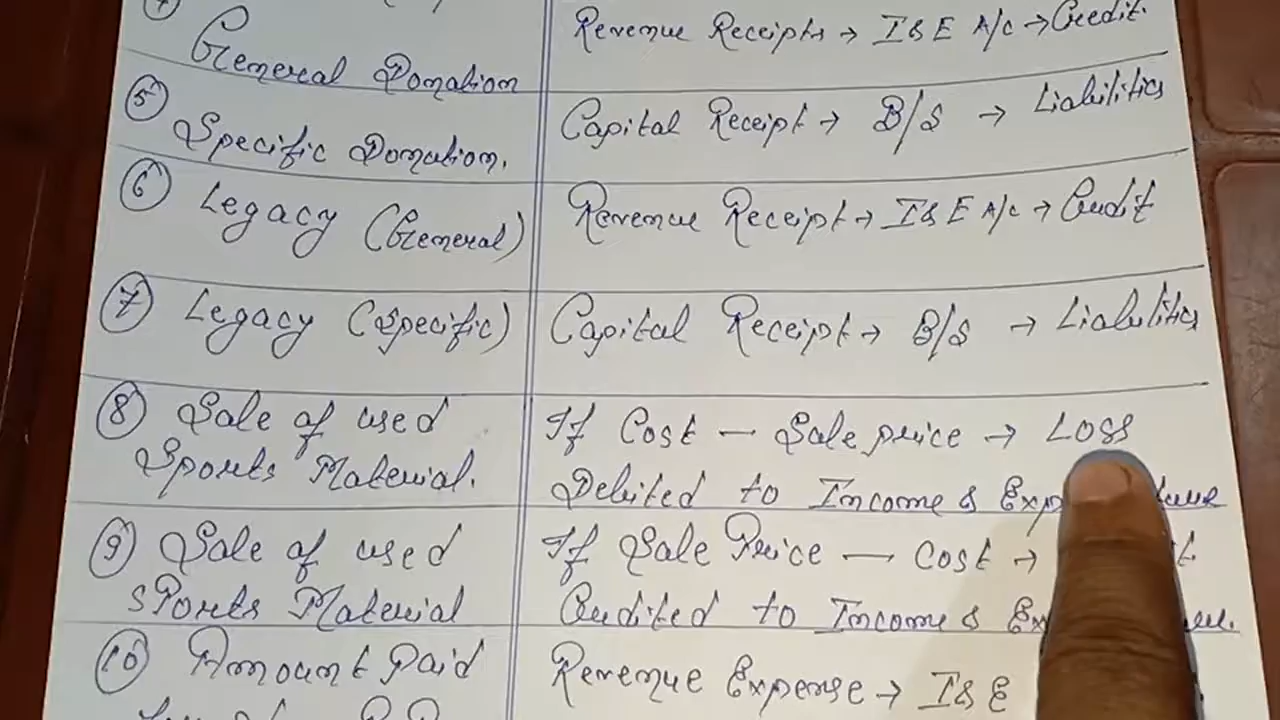 General Donation
Revenue Receipts → I & E A/c → Credit.
5 Specific Donation.
Capital Receipt → B/S → Liabilities
6 Legacy (General)
Revenue Receipt → I & E A/c → Credit
7 Legacy (Specific)
Capital Receipt → B/S → Liabilities
8 Sale of used
Sports Material.
If Cost — Sale price → Loss
Debited to Income &
9 Sale of used
Sports Material
If Sale Price — Cost →
Credited to Income &
10 Amount Paid
Revenue Expense → I & E